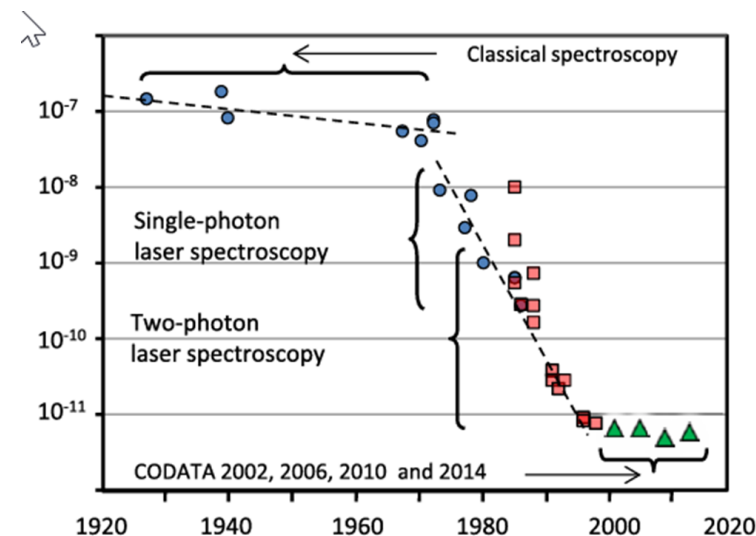 Classical spectroscopy
10⁻⁷
10⁻⁸
Single-photon
laser spectroscopy
10⁻⁹
Two-photon
laser spectroscopy
10⁻¹⁰
10⁻¹¹
CODATA 2002, 2006, 2010 and 2014
1920 1940 1960 1980 2000 2020